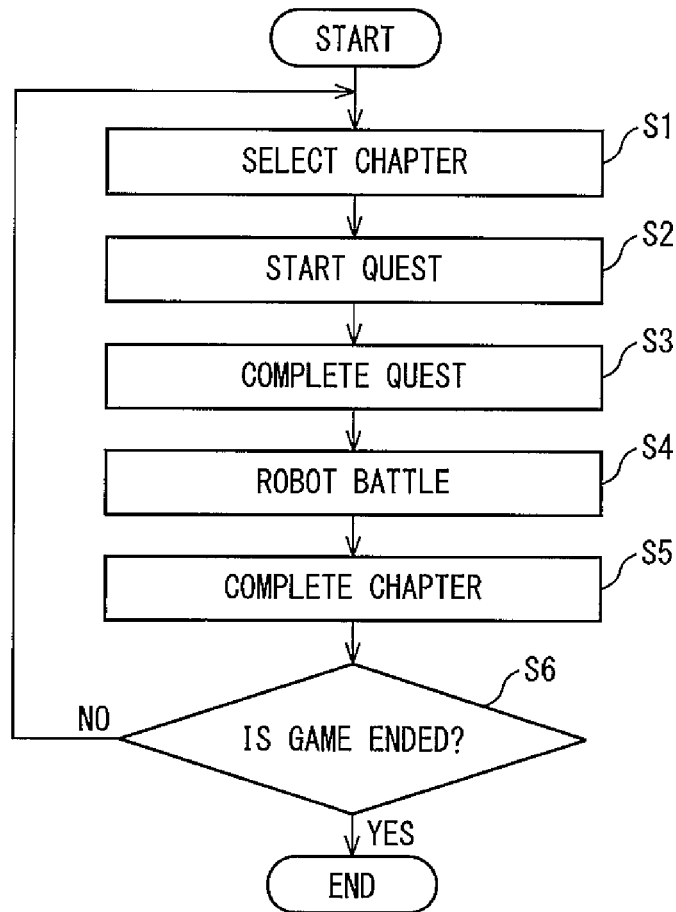 START
SELECT CHAPTER
S1
START QUEST
S2
COMPLETE QUEST
S3
ROBOT BATTLE
S4
COMPLETE CHAPTER
S5
IS GAME ENDED?
S6
NO
YES
END